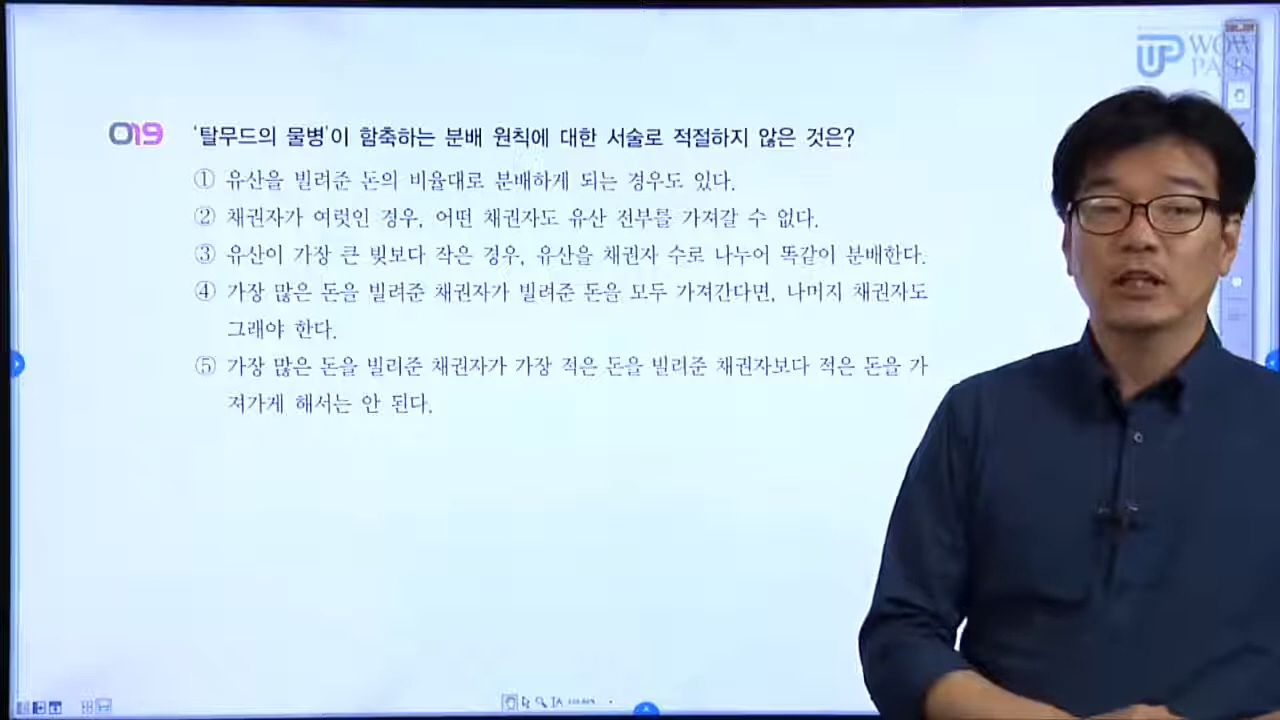 UP WOW PASS
019 '탈무드의 물병'이 함축하는 분배 원칙에 대한 서술로 적절하지 않은 것은?
① 유산을 빌려준 돈의 비율대로 분배하게 되는 경우도 있다.
② 채권자가 여럿인 경우, 어떤 채권자도 유산 전부를 가져갈 수 없다.
③ 유산이 가장 큰 빚보다 작은 경우, 유산을 채권자 수로 나누어 똑같이 분배한다.
④ 가장 많은 돈을 빌려준 채권자가 빌려준 돈을 모두 가져간다면, 나머지 채권자도
그래야 한다.
⑤ 가장 많은 돈을 빌려준 채권자가 가장 적은 돈을 빌려준 채권자보다 적은 돈을 가
져가게 해서는 안 된다.